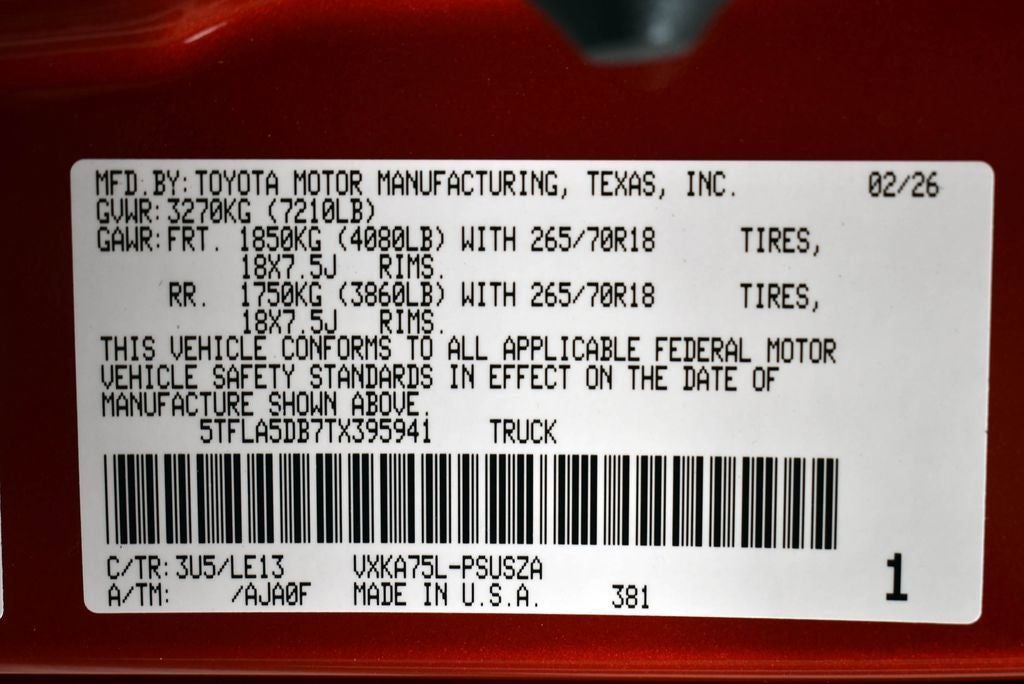 MFD.BY: TOYOTA MOTOR MANUFACTURING, TEXAS, INC. 02/26
GVWR: 3270KG (7210LB)
GAWR: FRT. 1850KG (4080LB) WITH 265/70R18 TIRES,
18X7.5J RIMS.
RR. 1750KG (3860LB) WITH 265/70R18 TIRES,
18X7.5J RIMS.
THIS VEHICLE CONFORMS TO ALL APPLICABLE FEDERAL MOTOR
VEHICLE SAFETY STANDARDS IN EFFECT ON THE DATE OF
MANUFACTURE SHOWN ABOVE.
5TFLA5DB7TX395941 TRUCK
C/TR: 3U5/LE13 VXKA75L-PSUSZA
A/TM: /AJA0F MADE IN U.S.A. 381
1